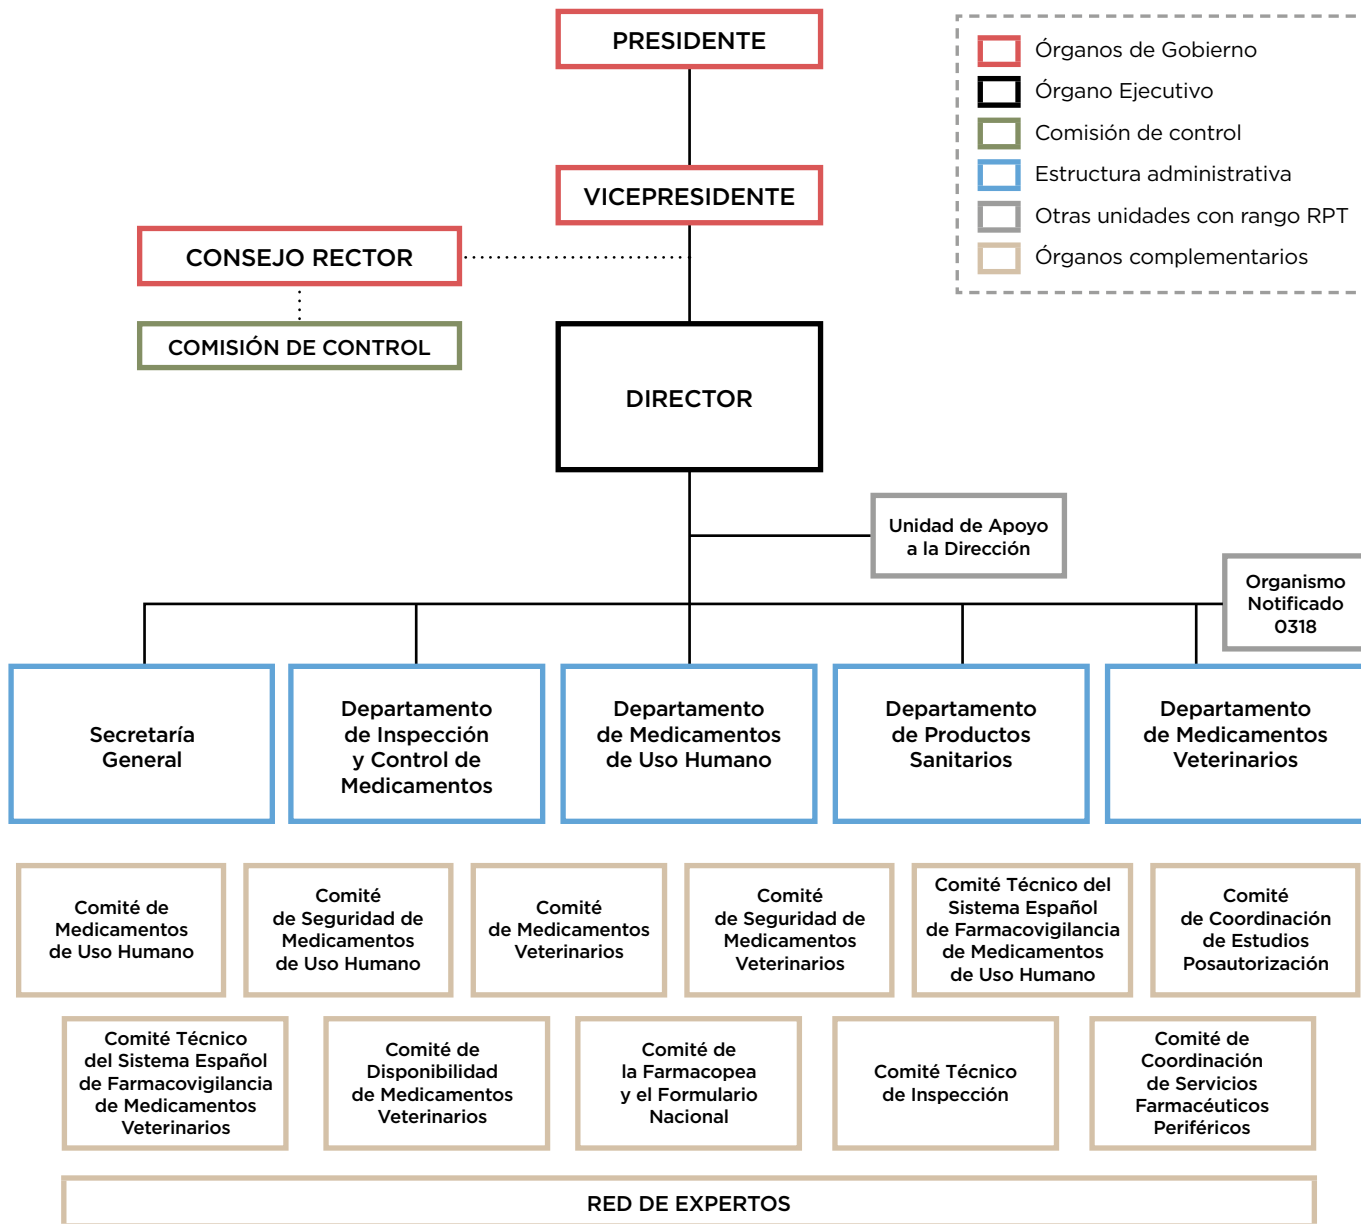 PRESIDENTE
VICEPRESIDENTE
CONSEJO RECTOR
COMISIÓN DE CONTROL
DIRECTOR
Órganos de Gobierno
Órgano Ejecutivo
Comisión de control
Estructura administrativa
Otras unidades con rango RPT
Órganos complementarios
Unidad de Apoyo
a la Dirección
Organismo
Notificado
0318
Secretaría
General
Departamento
de Inspección
y Control de
Medicamentos
Departamento
de Medicamentos
de Uso Humano
Departamento
de Productos
Sanitarios
Departamento
de Medicamentos
Veterinarios
Comité de
Medicamentos
de Uso Humano
Comité
de Seguridad de
Medicamentos
de Uso Humano
Comité
de Medicamentos
Veterinarios
Comité
de Seguridad de
Medicamentos
Veterinarios
Comité Técnico del
Sistema Español
de Farmacovigilancia
de Medicamentos
de Uso Humano
Comité
de Coordinación
de Estudios
Posautorización
Comité Técnico
del Sistema Español
de Farmacovigilancia
de Medicamentos
Veterinarios
Comité de
Disponibilidad
de Medicamentos
Veterinarios
Comité de
la Farmacopea
y el Formulario
Nacional
Comité Técnico
de Inspección
Comité de
Coordinación
de Servicios
Farmacéuticos
Periféricos
RED DE EXPERTOS